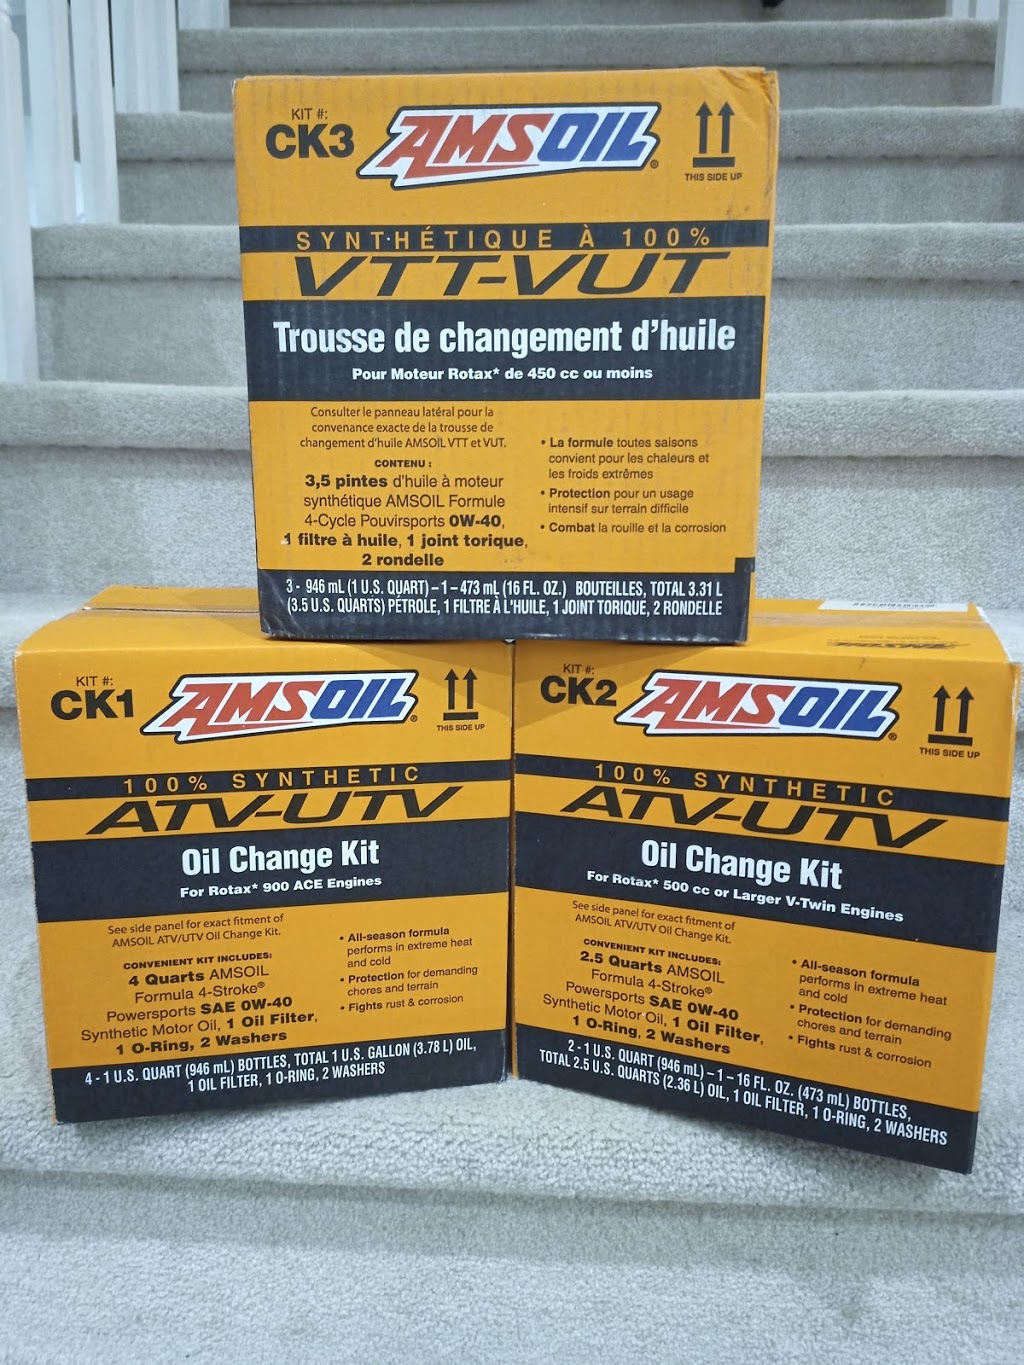 KIT #:
CK3
AMSOIL®
THIS SIDE UP
SYNTHÉTIQUE À 100%
VTT-VUT
Trousse de changement d'huile
Pour Moteur Rotax* de 450 cc ou moins
Consulter le panneau latéral pour la
convenance exacte de la trousse de
changement d'huile AMSOIL VTT et VUT.
CONTENU :
3,5 pintes d'huile à moteur
synthétique AMSOIL Formule
4-Cycle Pouvirsports 0W-40,
1 filtre à huile, 1 joint torique,
2 rondelle
• La formule toutes saisons
convient pour les chaleurs et
les froids extrêmes
• Protection pour un usage
intensif sur terrain difficile
• Combat la rouille et la corrosion
3 - 946 mL (1 U.S. QUART) – 1 – 473 mL (16 FL. OZ.) BOUTEILLES, TOTAL 3.31 L
(3.5 U.S. QUARTS) PÉTROLE, 1 FILTRE À L'HUILE, 1 JOINT TORIQUE, 2 RONDELLE
KIT #:
CK1
AMSOIL®
THIS SIDE UP
100% SYNTHETIC
ATV-UTV
Oil Change Kit
For Rotax* 900 ACE Engines
See side panel for exact fitment of
AMSOIL ATV/UTV Oil Change Kit.
CONVENIENT KIT INCLUDES:
4 Quarts AMSOIL
Formula 4-Stroke®
Powersports SAE 0W-40
Synthetic Motor Oil, 1 Oil Filter,
1 O-Ring, 2 Washers
• All-season formula
performs in extreme heat
and cold
• Protection for demanding
chores and terrain
• Fights rust & corrosion
4 - 1 U.S. QUART (946 mL) BOTTLES, TOTAL 1 U.S. GALLON (3.78 L) OIL,
1 OIL FILTER, 1 O-RING, 2 WASHERS
KIT #:
CK2
AMSOIL®
THIS SIDE UP
100% SYNTHETIC
ATV-UTV
Oil Change Kit
For Rotax* 500 cc or Larger V-Twin Engines
See side panel for exact fitment of
AMSOIL ATV/UTV Oil Change Kit.
CONVENIENT KIT INCLUDES:
2.5 Quarts AMSOIL
Formula 4-Stroke®
Powersports SAE 0W-40
Synthetic Motor Oil, 1 Oil Filter,
1 O-Ring, 2 Washers
• All-season formula
performs in extreme heat
and cold
• Protection for demanding
chores and terrain
• Fights rust & corrosion
2 - 1 U.S. QUART (946 mL) – 1 – 16 FL. OZ. (473 mL) BOTTLES,
TOTAL 2.5 U.S. QUARTS (2.36 L) OIL, 1 OIL FILTER, 1 O-RING, 2 WASHERS